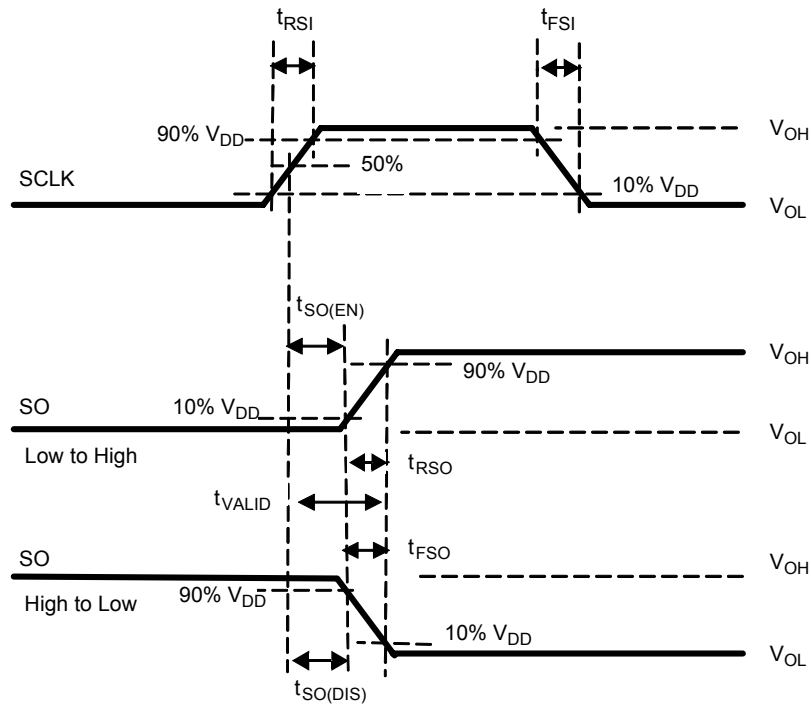 tRSI
tFSI
90% VDD
VOH
50%
SCLK
10% VDD
VOL
tSO(EN)
VOH
90% VDD
10% VDD
SO
VOL
Low to High
tRSO
tVALID
tFSO
SO
VOH
90% VDD
High to Low
10% VDD
VOL
tSO(DIS)